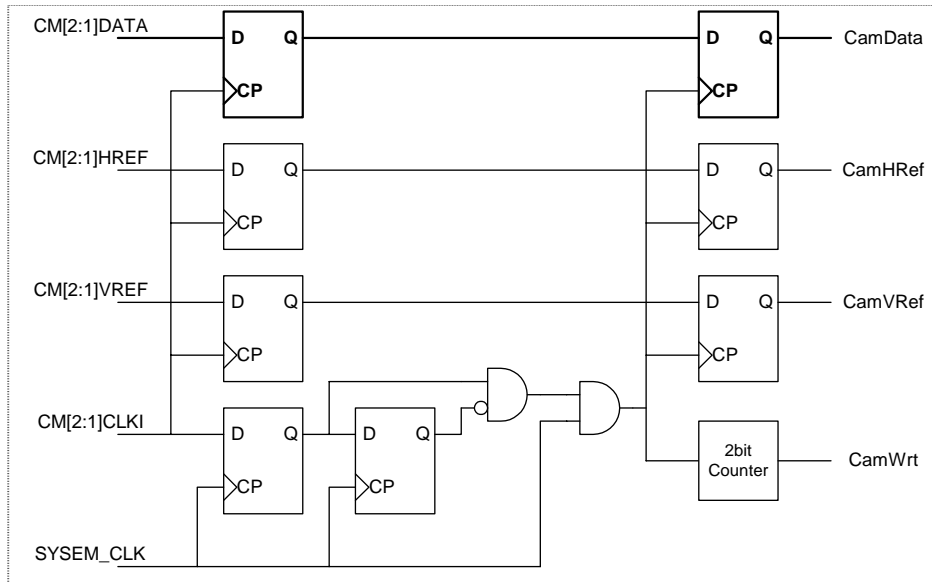 CM[2:1]DATA
D Q
D Q
CamData
CP
CP
CM[2:1]HREF
D Q
D Q
CamHRef
CP
CP
CM[2:1]VREF
D Q
D Q
CamVRef
CP
CP
CM[2:1]CLKI
D Q
D Q
CP
CP
2bit
Counter
CamWrt
SYSEM_CLK